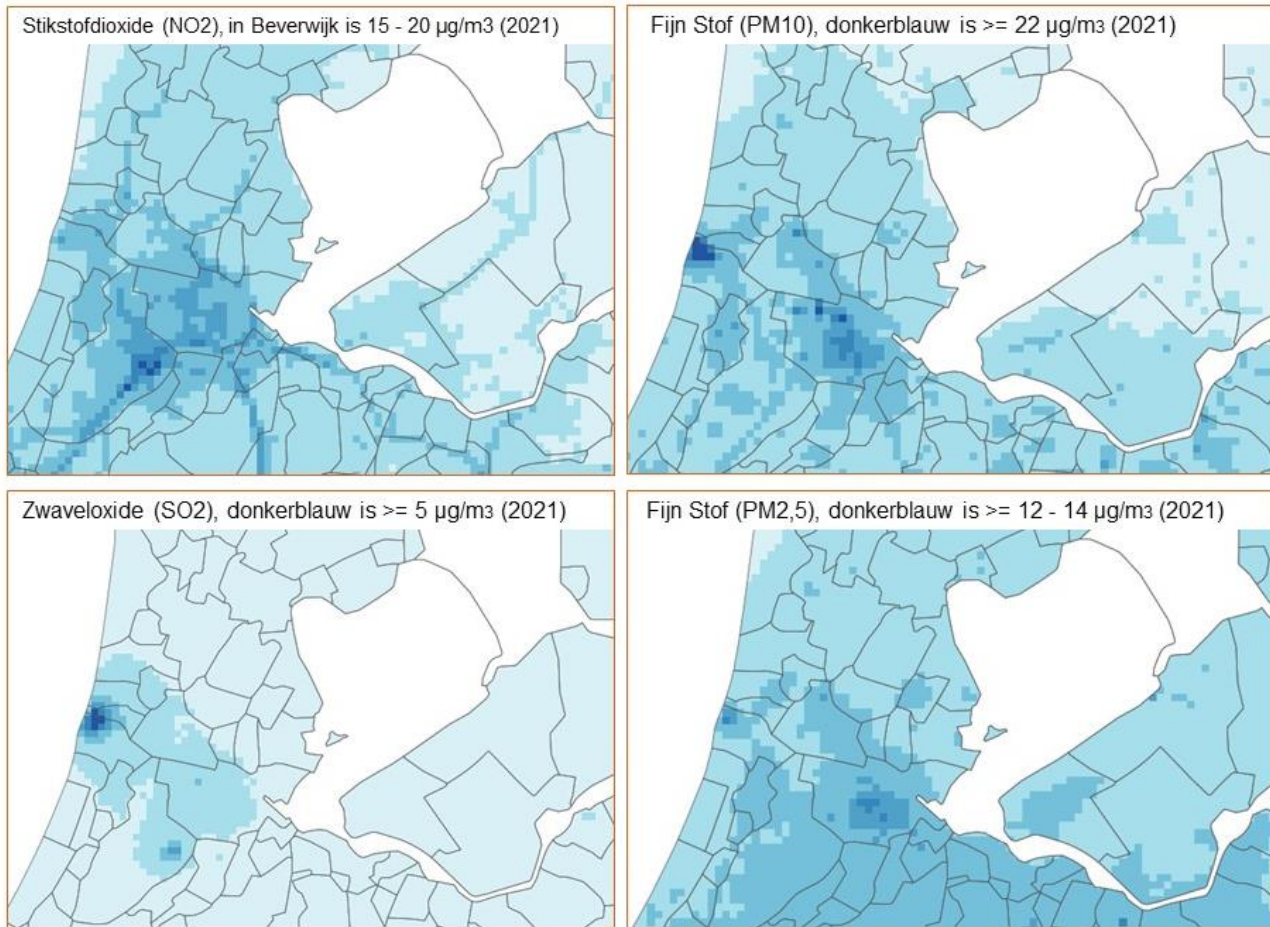 Stikstofdioxide (NO2), in Beverwijk is 15 - 20 µg/m3 (2021)
Fijn Stof (PM10), donkerblauw is >= 22 µg/m3 (2021)
Zwaveloxide (SO2), donkerblauw is >= 5 µg/m3 (2021)
Fijn Stof (PM2,5), donkerblauw is >= 12 - 14 µg/m3 (2021)